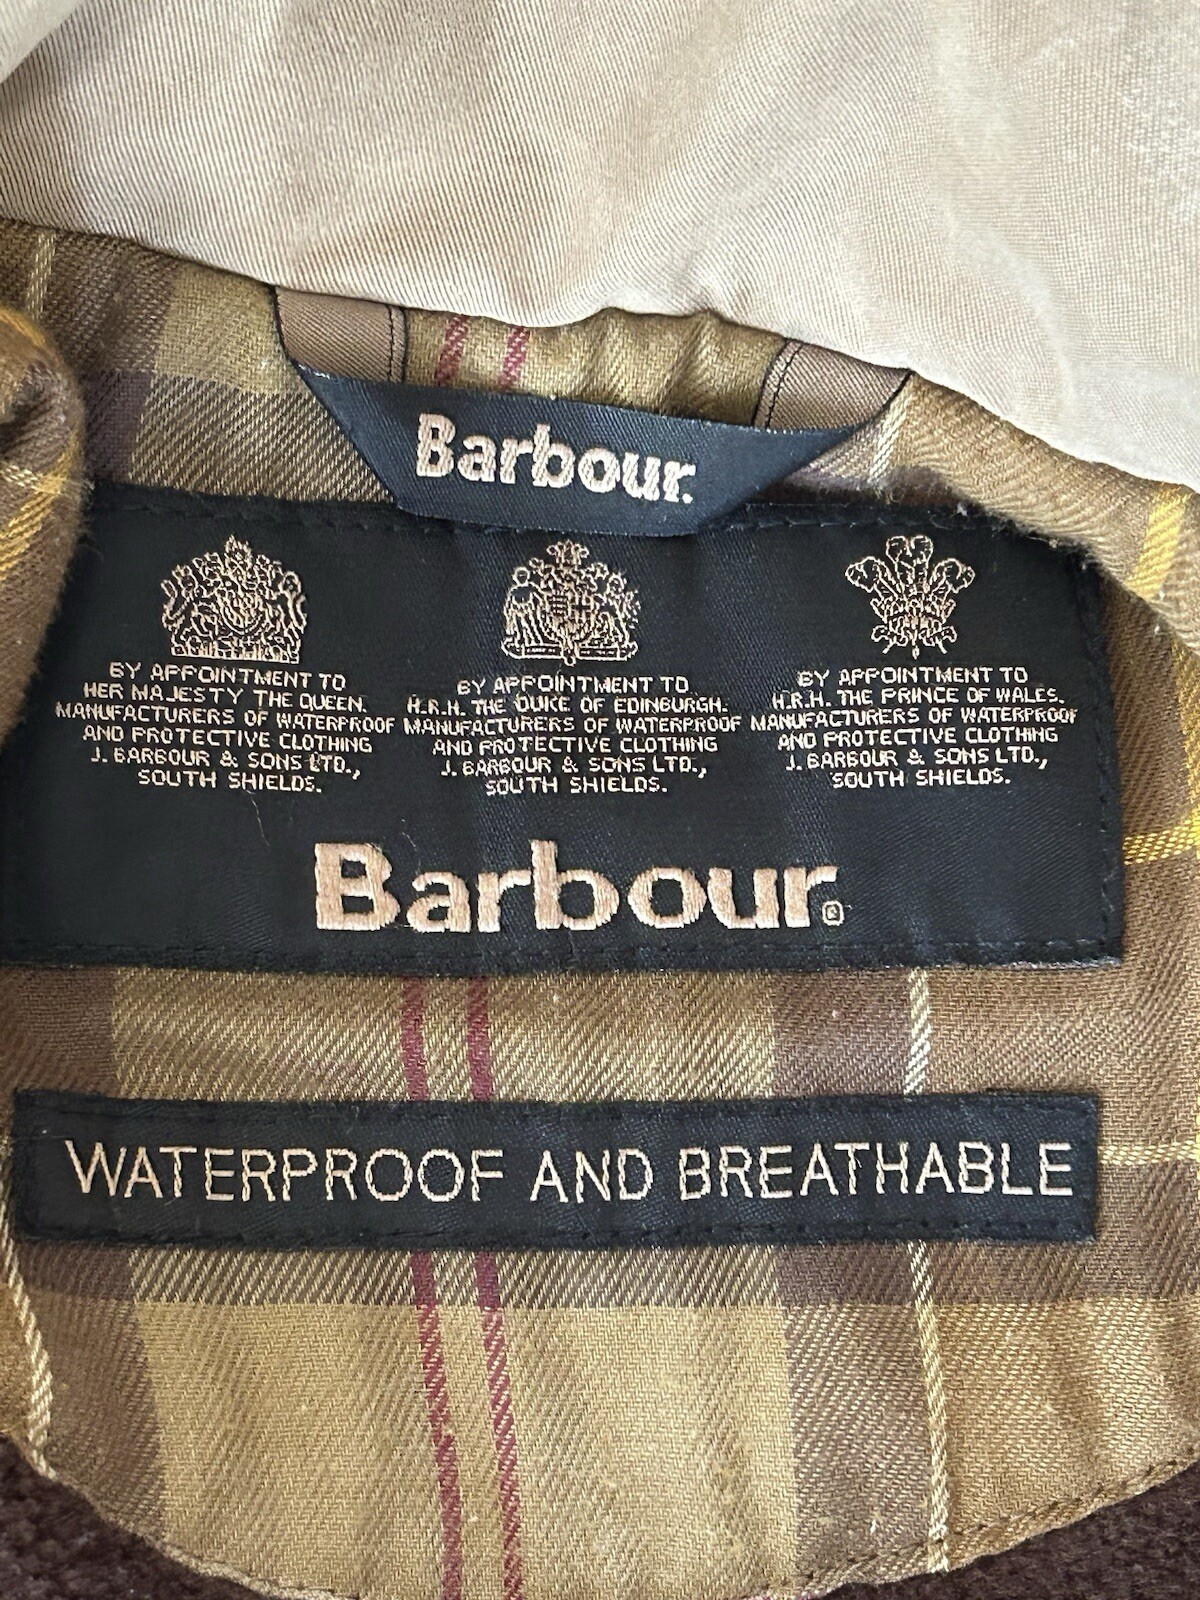 Barbour.
BY APPOINTMENT TO
HER MAJESTY THE QUEEN.
MANUFACTURERS OF WATERPROOF
AND PROTECTIVE CLOTHING
J. BARBOUR & SONS LTD.,
SOUTH SHIELDS.
BY APPOINTMENT TO
H.R.H. THE DUKE OF EDINBURGH.
MANUFACTURERS OF WATERPROOF
AND PROTECTIVE CLOTHING
J. BARBOUR & SONS LTD.,
SOUTH SHIELDS.
BY APPOINTMENT TO
H.R.H. THE PRINCE OF WALES.
MANUFACTURERS OF WATERPROOF
AND PROTECTIVE CLOTHING
J. BARBOUR & SONS LTD.,
SOUTH SHIELDS.
Barbour®
WATERPROOF AND BREATHABLE